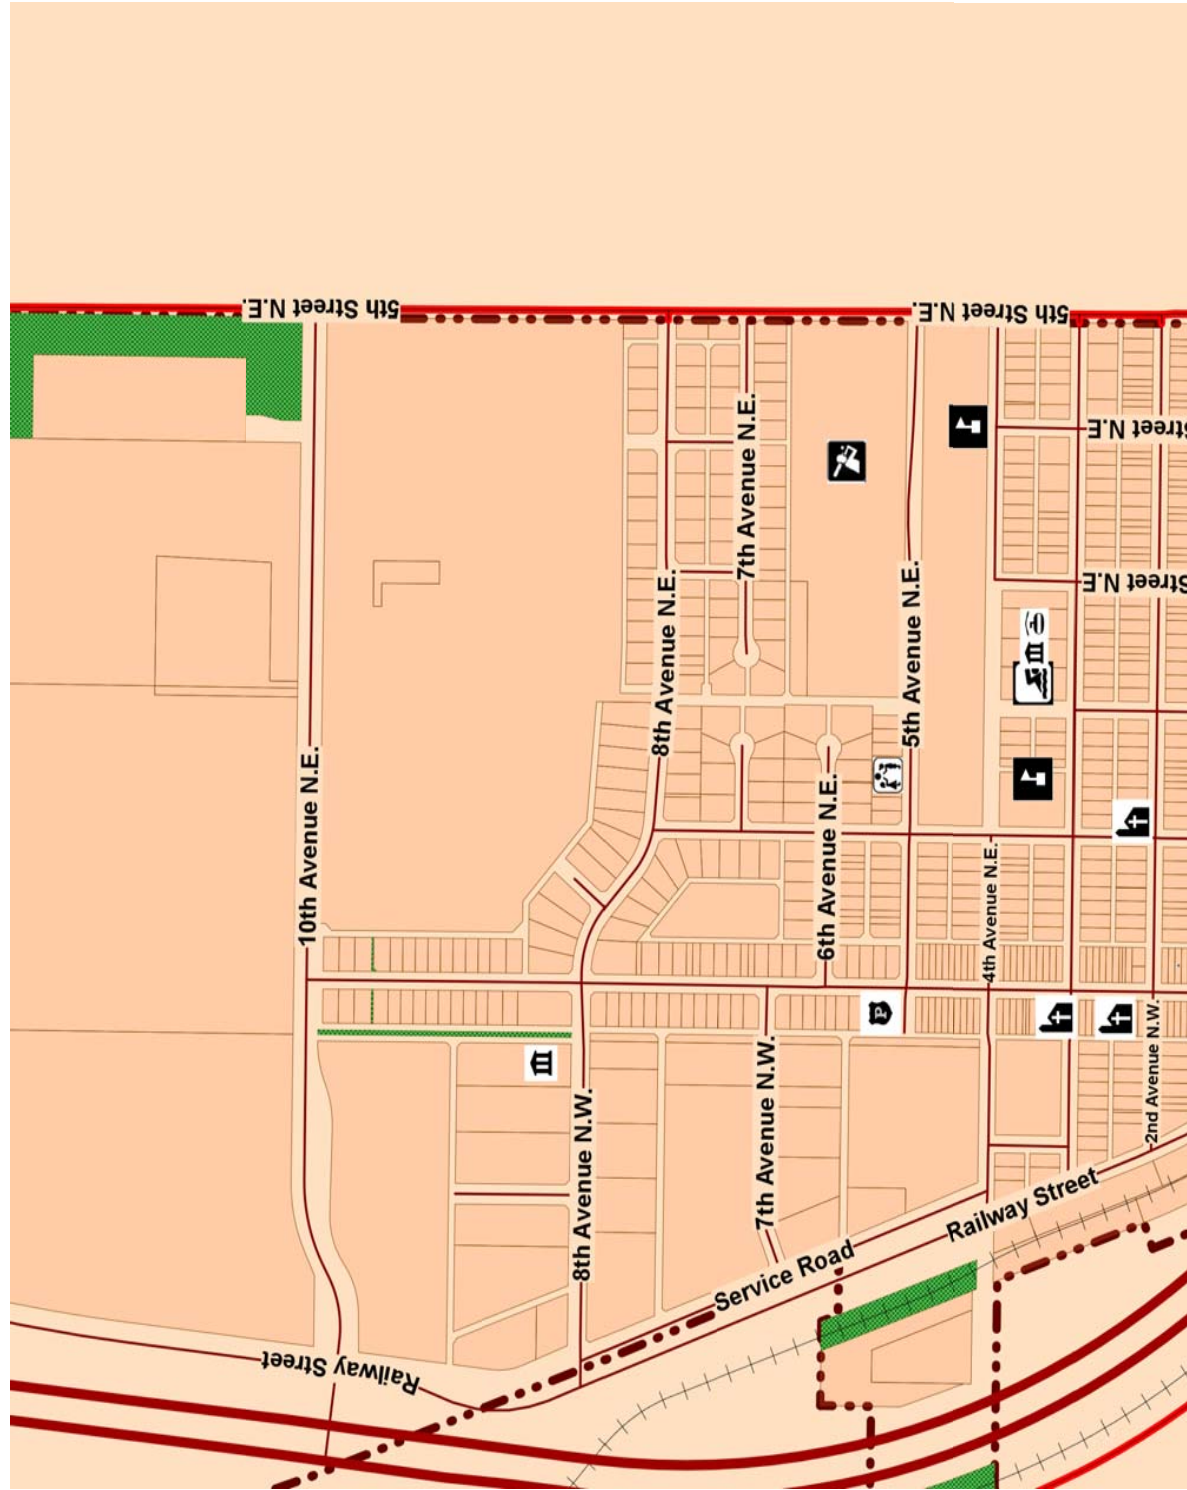 5th Street N.E.
5th Street N.E.
Street N.E
7th Avenue N.E.
Street N.E
8th Avenue N.E.
5th Avenue N.E.
10th Avenue N.E.
6th Avenue N.E.
4th Avenue N.E.
P
2nd Avenue N.W.
7th Avenue N.W.
8th Avenue N.W.
Railway Street
Service Road
Railway Street